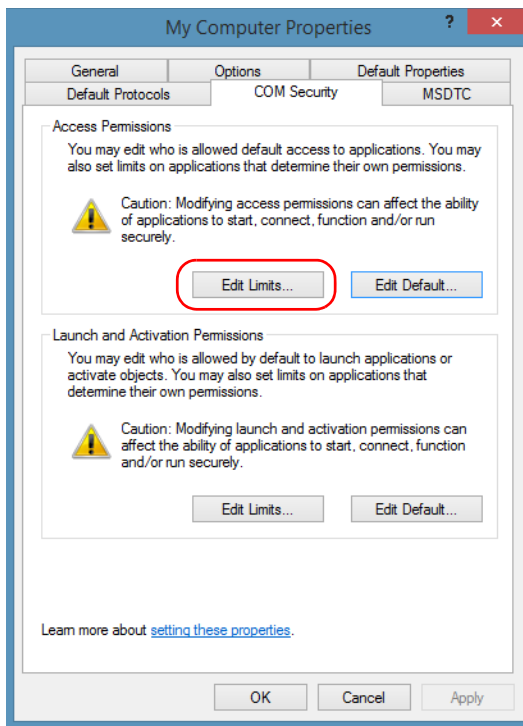 My Computer Properties
?
×
General
Options
Default Properties
Default Protocols
COM Security
MSDTC
Access Permissions
You may edit who is allowed default access to applications. You may
also set limits on applications that determine their own permissions.
Caution: Modifying access permissions can affect the ability
of applications to start, connect, function and/or run
securely.
Edit Limits...
Edit Default...
Launch and Activation Permissions
You may edit who is allowed by default to launch applications or
activate objects. You may also set limits on applications that
determine their own permissions.
Caution: Modifying launch and activation permissions can
affect the ability of applications to start, connect, function
and/or run securely.
Edit Limits...
Edit Default...
Learn more about setting these properties.
OK
Cancel
Apply